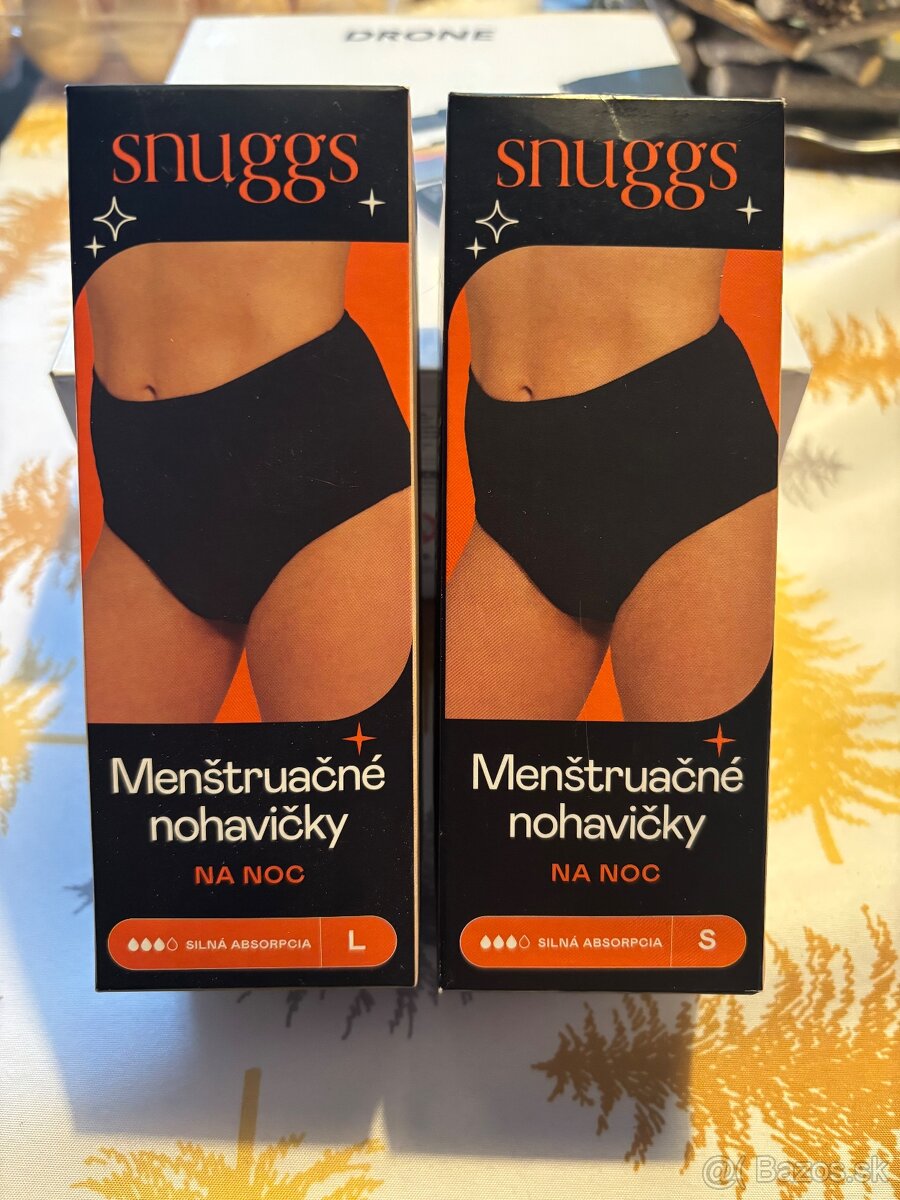 DRONE
snuggs
Menštruačné
nohavičky
NA NOC
SILNÁ ABSORPCIA L
snuggs
Menštruačné
nohavičky
NA NOC
SILNÁ ABSORPCIA S
@( Bazos.sk